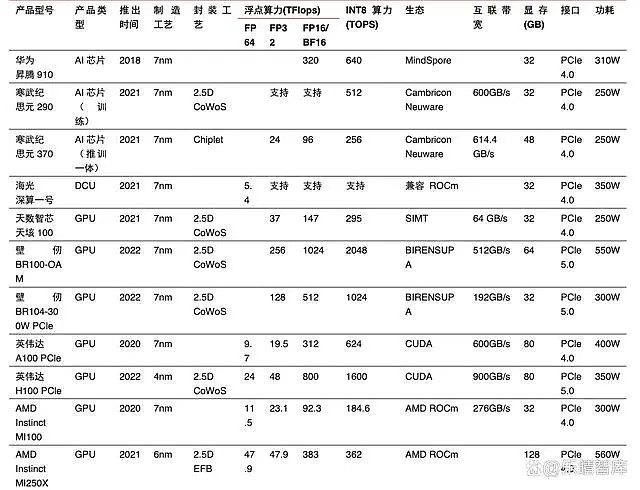 产品型号 产品类型 推出时间 制造工艺 封装工艺 浮点算力(TFlops) INT8 算力(TOPS) 生态 互联带宽 显存(GB) 接口 功耗
FP64 FP32 FP16/BF16
华为昇腾 910 AI 芯片 2018 7nm 320 640 MindSpore 32 PCIe 4.0 310W
寒武纪思元 290 AI 芯片(训练) 2021 7nm 2.5D CoWoS 支持 支持 512 Cambricon Neuware 600GB/s 32 PCIe 4.0 250W
寒武纪思元 370 AI 芯片(推训一体) 2021 7nm Chiplet 24 96 256 Cambricon Neuware 614.4 GB/s 48 PCIe 4.0 250W
海光深算一号 DCU 2021 7nm 5.4 支持 支持 支持 兼容 ROCm 32 PCIe 4.0 350W
天数智芯天垓 100 GPU 2021 7nm 2.5D CoWoS 37 147 295 SIMT 64 GB/s 32 PCIe 4.0 250W
壁仞 BR100-OAM GPU 2022 7nm 2.5D CoWoS 256 1024 2048 BIRENSUPA 512GB/s 64 PCIe 5.0 550W
壁仞 BR104-300W PCIe GPU 2022 7nm 2.5D CoWoS 128 512 1024 BIRENSUPA 192GB/s 32 PCIe 5.0 300W
英伟达 A100 PCIe GPU 2020 7nm 9.7 19.5 312 624 CUDA 600GB/s 80 PCIe 4.0 400W
英伟达 H100 PCIe GPU 2022 4nm 2.5D CoWoS 24 48 800 1600 CUDA 900GB/s 80 PCIe 5.0 350W
AMD Instinct MI100 GPU 2020 7nm 11.5 23.1 92.3 184.6 AMD ROCm 276GB/s 32 PCIe 4.0 300W
AMD Instinct MI250X GPU 2021 6nm 2.5D EFB 47.9 47.9 383 362 AMD ROCm 128 PCIe 560W